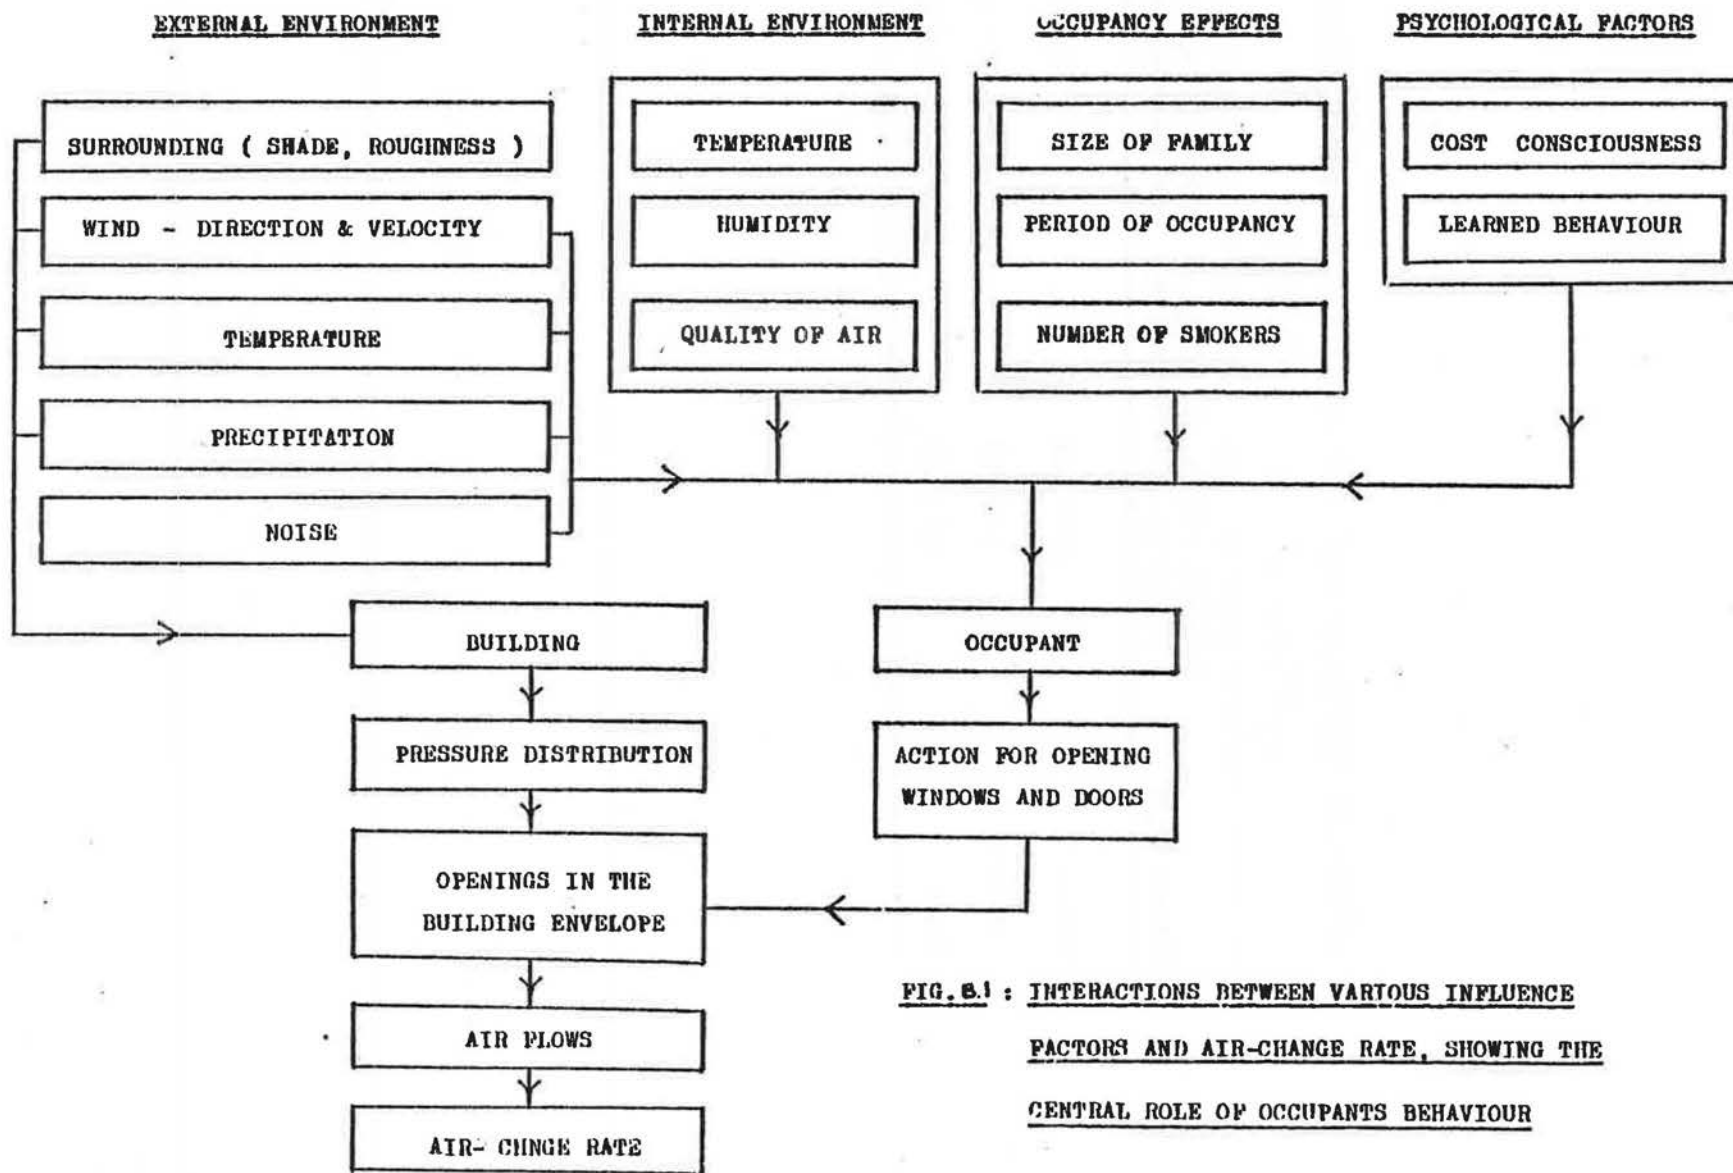 EXTERNAL ENVIRONMENT
SURROUNDING ( SHADE, ROUGHNESS )
WIND - DIRECTION & VELOCITY
TEMPERATURE
PRECIPITATION
NOISE
INTERNAL ENVIRONMENT
TEMPERATURE
HUMIDITY
QUALITY OF AIR
OCCUPANCY EFFECTS
SIZE OF FAMILY
PERIOD OF OCCUPANCY
NUMBER OF SMOKERS
PSYCHOLOGICAL FACTORS
COST CONSCIOUSNESS
LEARNED BEHAVIOUR
BUILDING
PRESSURE DISTRIBUTION
OPENINGS IN THE
BUILDING ENVELOPE
AIR FLOWS
AIR- CHNGE RATE
OCCUPANT
ACTION FOR OPENING
WINDOWS AND DOORS
FIG. 8.1 : INTERACTIONS BETWEEN VARIOUS INFLUENCE
FACTORS AND AIR-CHANGE RATE, SHOWING THE
CENTRAL ROLE OF OCCUPANTS BEHAVIOUR